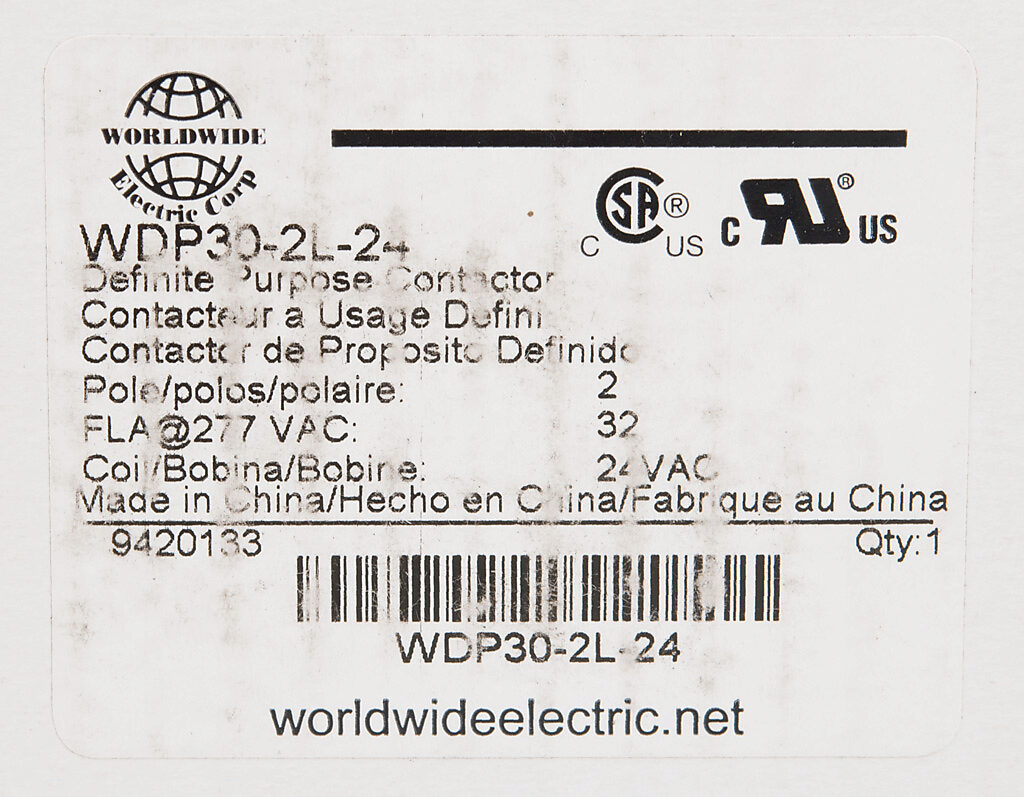 WORLDWIDE
Electric Corp
CSA® C US
C RU® US
WDP30-2L-24
Definite Purpose Contactor
Contacteur a Usage Defini
Contactor de Proposito Definido
Pole/polos/polaire: 2
FLA@277 VAC: 32
Coil/Bobina/Bobine: 24 VAC
Made in China/Hecho en China/Fabrique au China
9420133 Qty:1
WDP30-2L-24
worldwideelectric.net